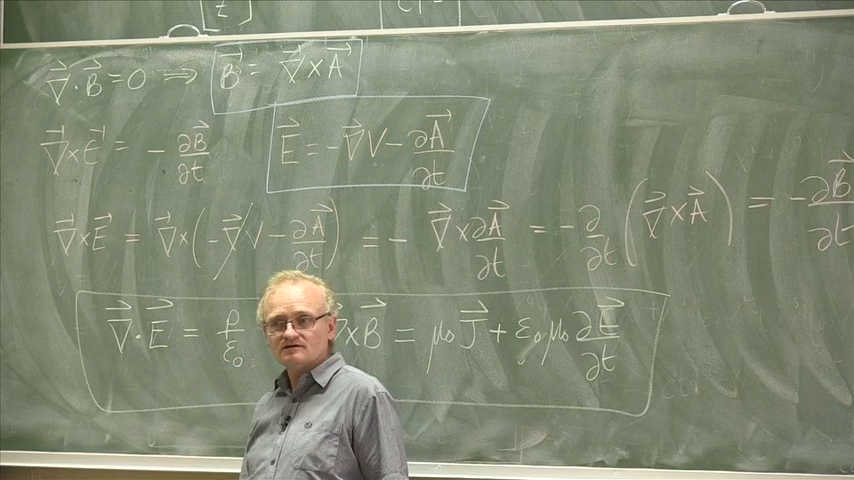 t
∇⃗·B⃗ = 0 ⟹ B⃗ = ∇⃗×A⃗
∇⃗×E⃗ = −∂B⃗/∂t E⃗ = −∇⃗V − ∂A⃗/∂t
∇⃗×E⃗ = ∇⃗×(−∇⃗V − ∂A⃗/∂t) = −∇⃗×∂A⃗/∂t = −∂/∂t(∇⃗×A⃗) = −∂B⃗/∂t
∇⃗·E⃗ = ρ/ε₀ ×B⃗ = μ₀J⃗ + ε₀μ₀∂E⃗/∂t